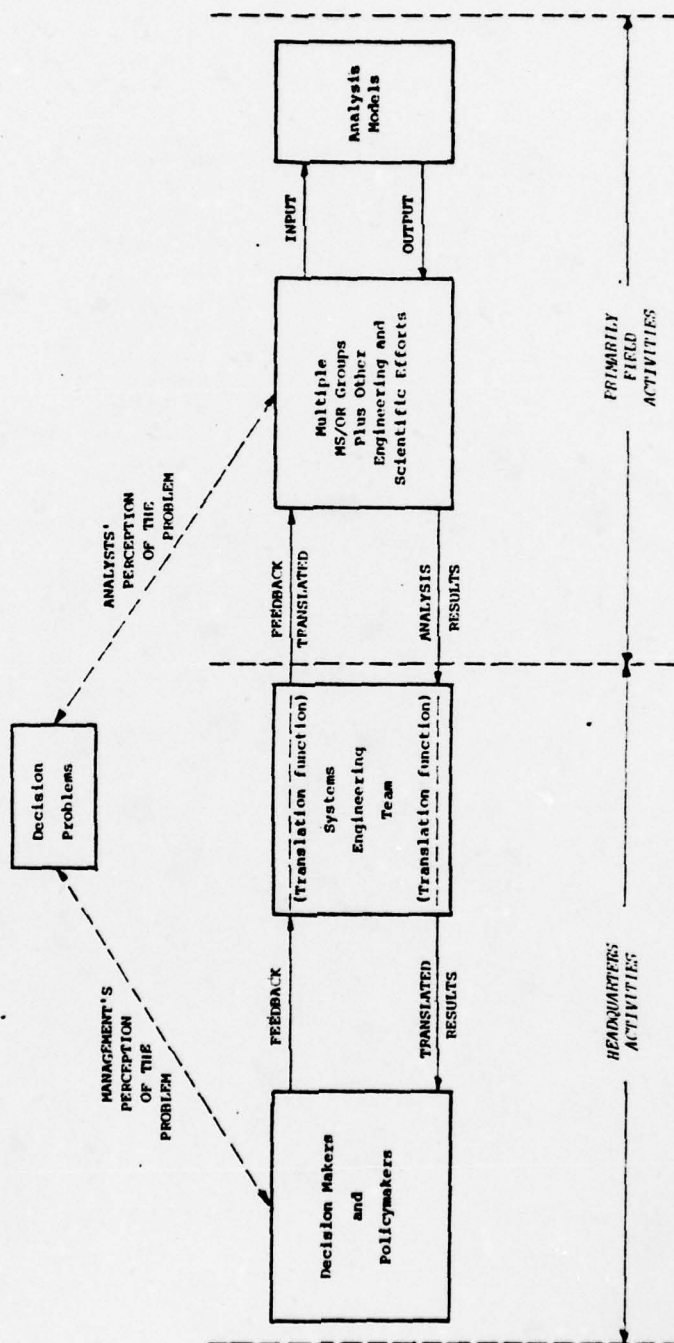 Decision
Problems
MANAGEMENT'S
PERCEPTION
OF THE
PROBLEM
ANALYSTS'
PERCEPTION
OF THE
PROBLEM
Decision Makers
and
Policymakers
FEEDBACK
TRANSLATED
RESULTS
(Translation function)
Systems
Engineering
Team
(Translation function)
FEEDBACK
TRANSLATED
ANALYSIS
RESULTS
Multiple
MS/OR Groups
Plus Other
Engineering and
Scientific Efforts
INPUT
OUTPUT
Analysis
Models
HEADQUARTERS
ACTIVITIES
PRIMARILY
FIELD
ACTIVITIES